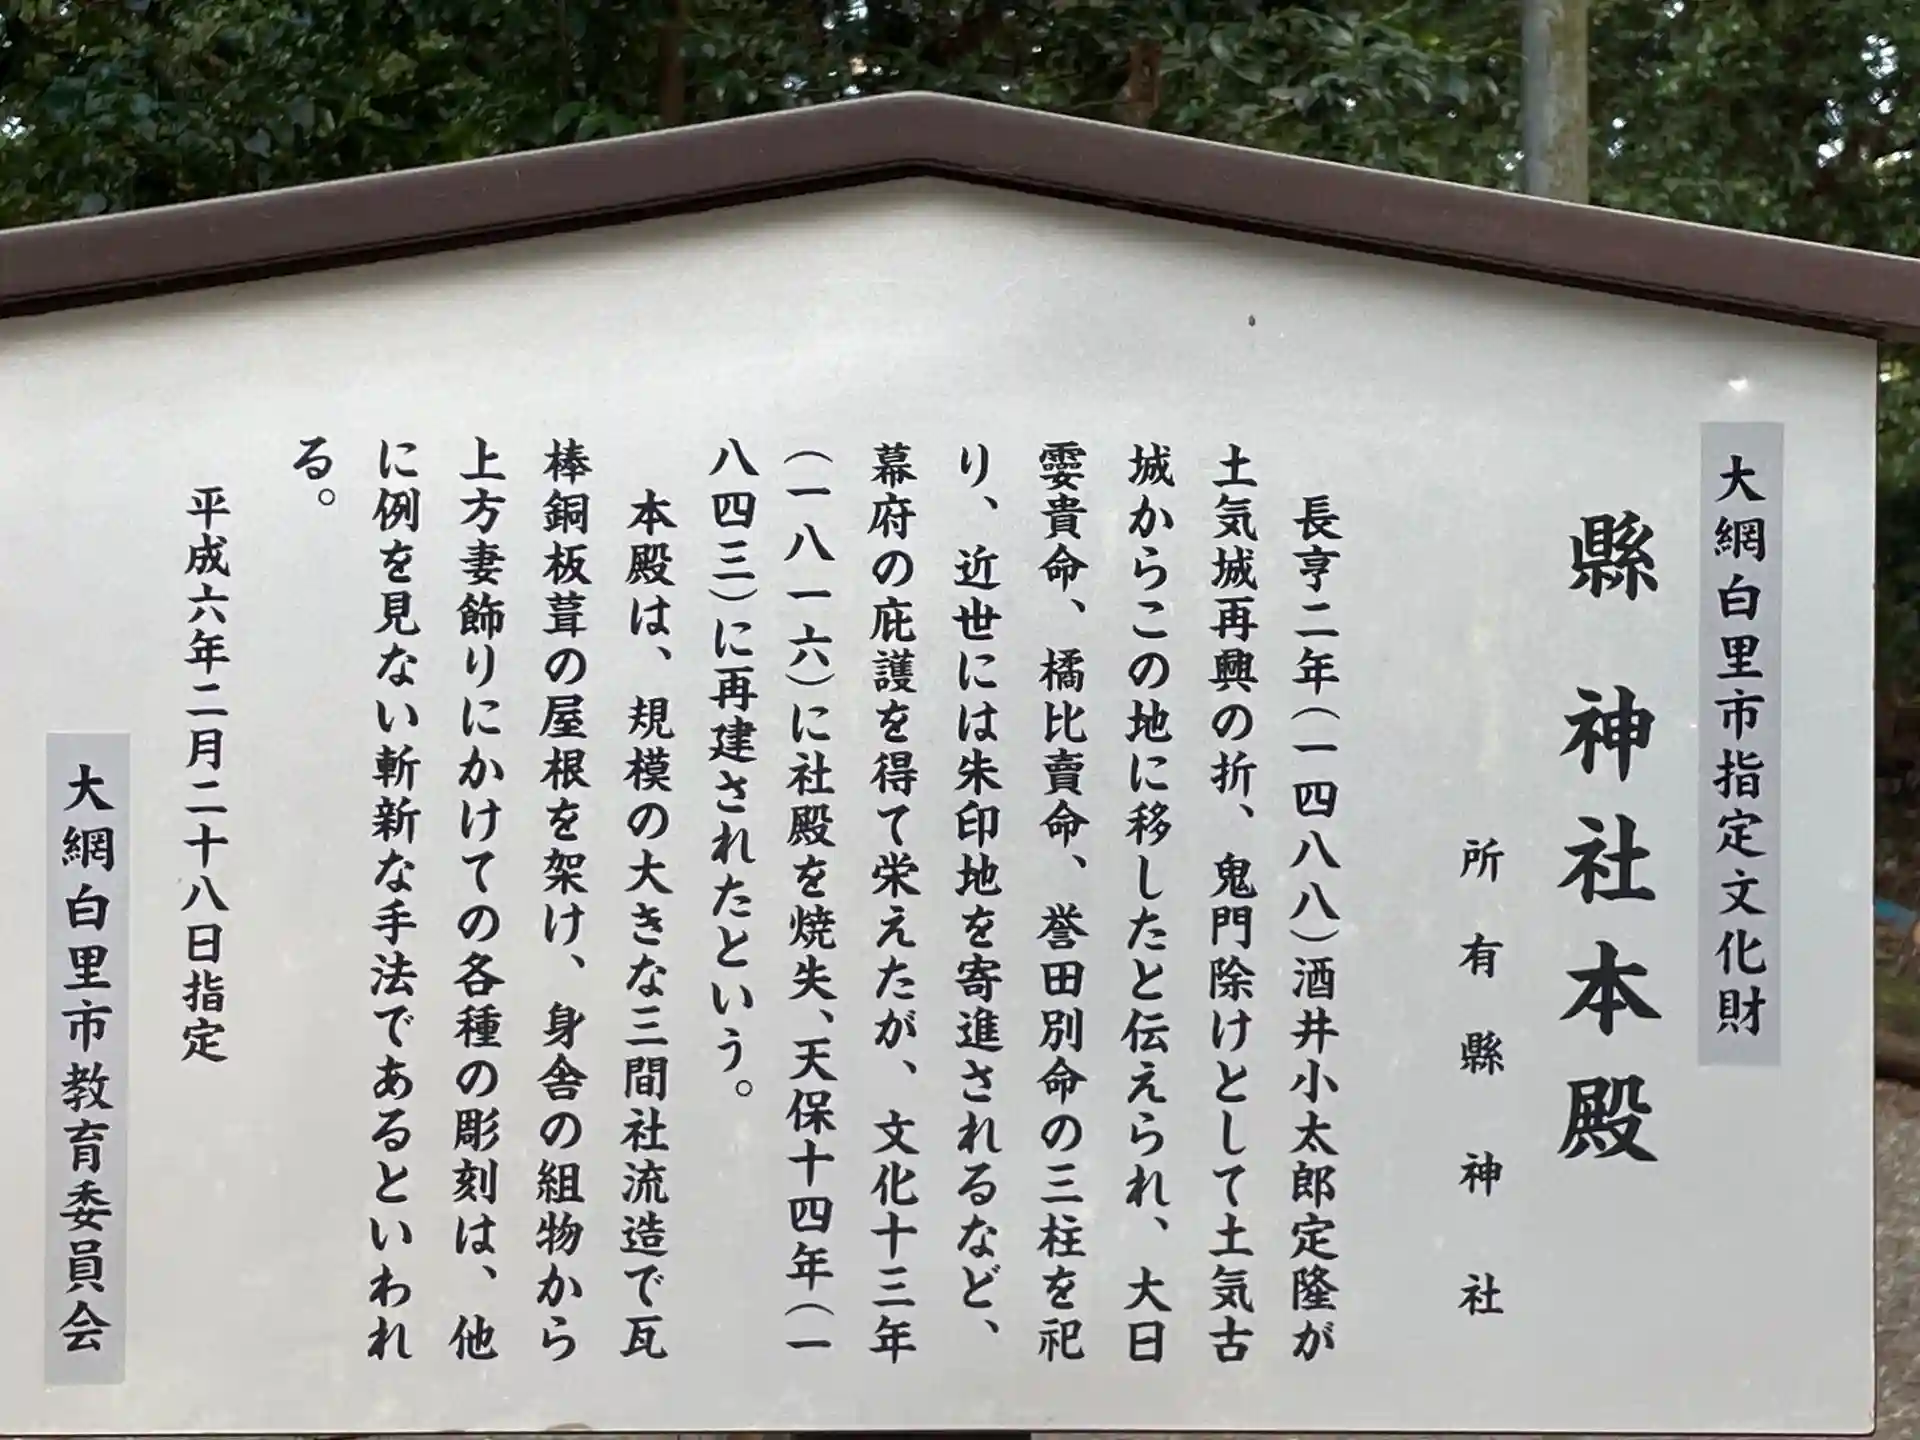 大網白里市指定文化財
縣神社本殿
所有縣神社
長亨二年(一四八八)酒井小太郎定隆が
土気城再興の折、鬼門除けとして土気古
城からこの地に移したと伝えられ、大日
孁貴命、橘比賣命、誉田別命の三柱を祀
り、近世には朱印地を寄進されるなど、
幕府の庇護を得て栄えたが、文化十三年
(一八一六)に社殿を焼失、天保十四年(一
八四三)に再建されたという。
本殿は、規模の大きな三間社流造で瓦
棒銅板葺の屋根を架け、身舎の組物から
上方妻飾りにかけての各種の彫刻は、他
に例を見ない斬新な手法であるといわれ
る。
平成六年二月二十八日指定
大網白里市教育委員会